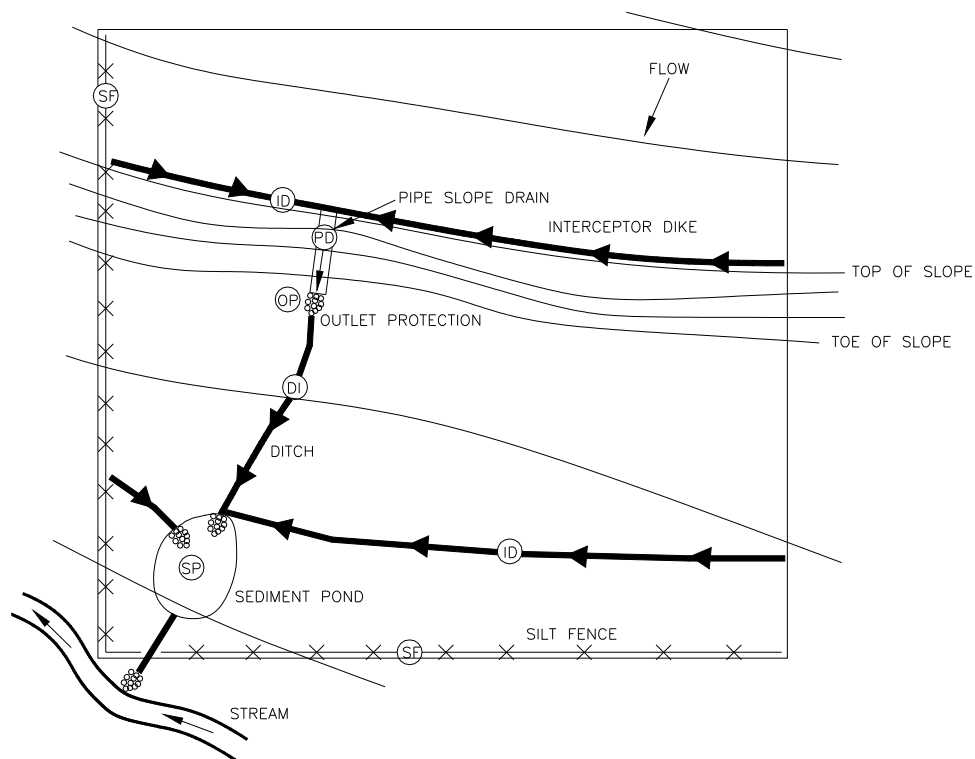 FLOW
SF
PIPE SLOPE DRAIN
ID
INTERCEPTOR DIKE
PD
TOP OF SLOPE
OP
OUTLET PROTECTION
TOE OF SLOPE
DI
DITCH
ID
SP
SEDIMENT POND
SILT FENCE
SF
STREAM